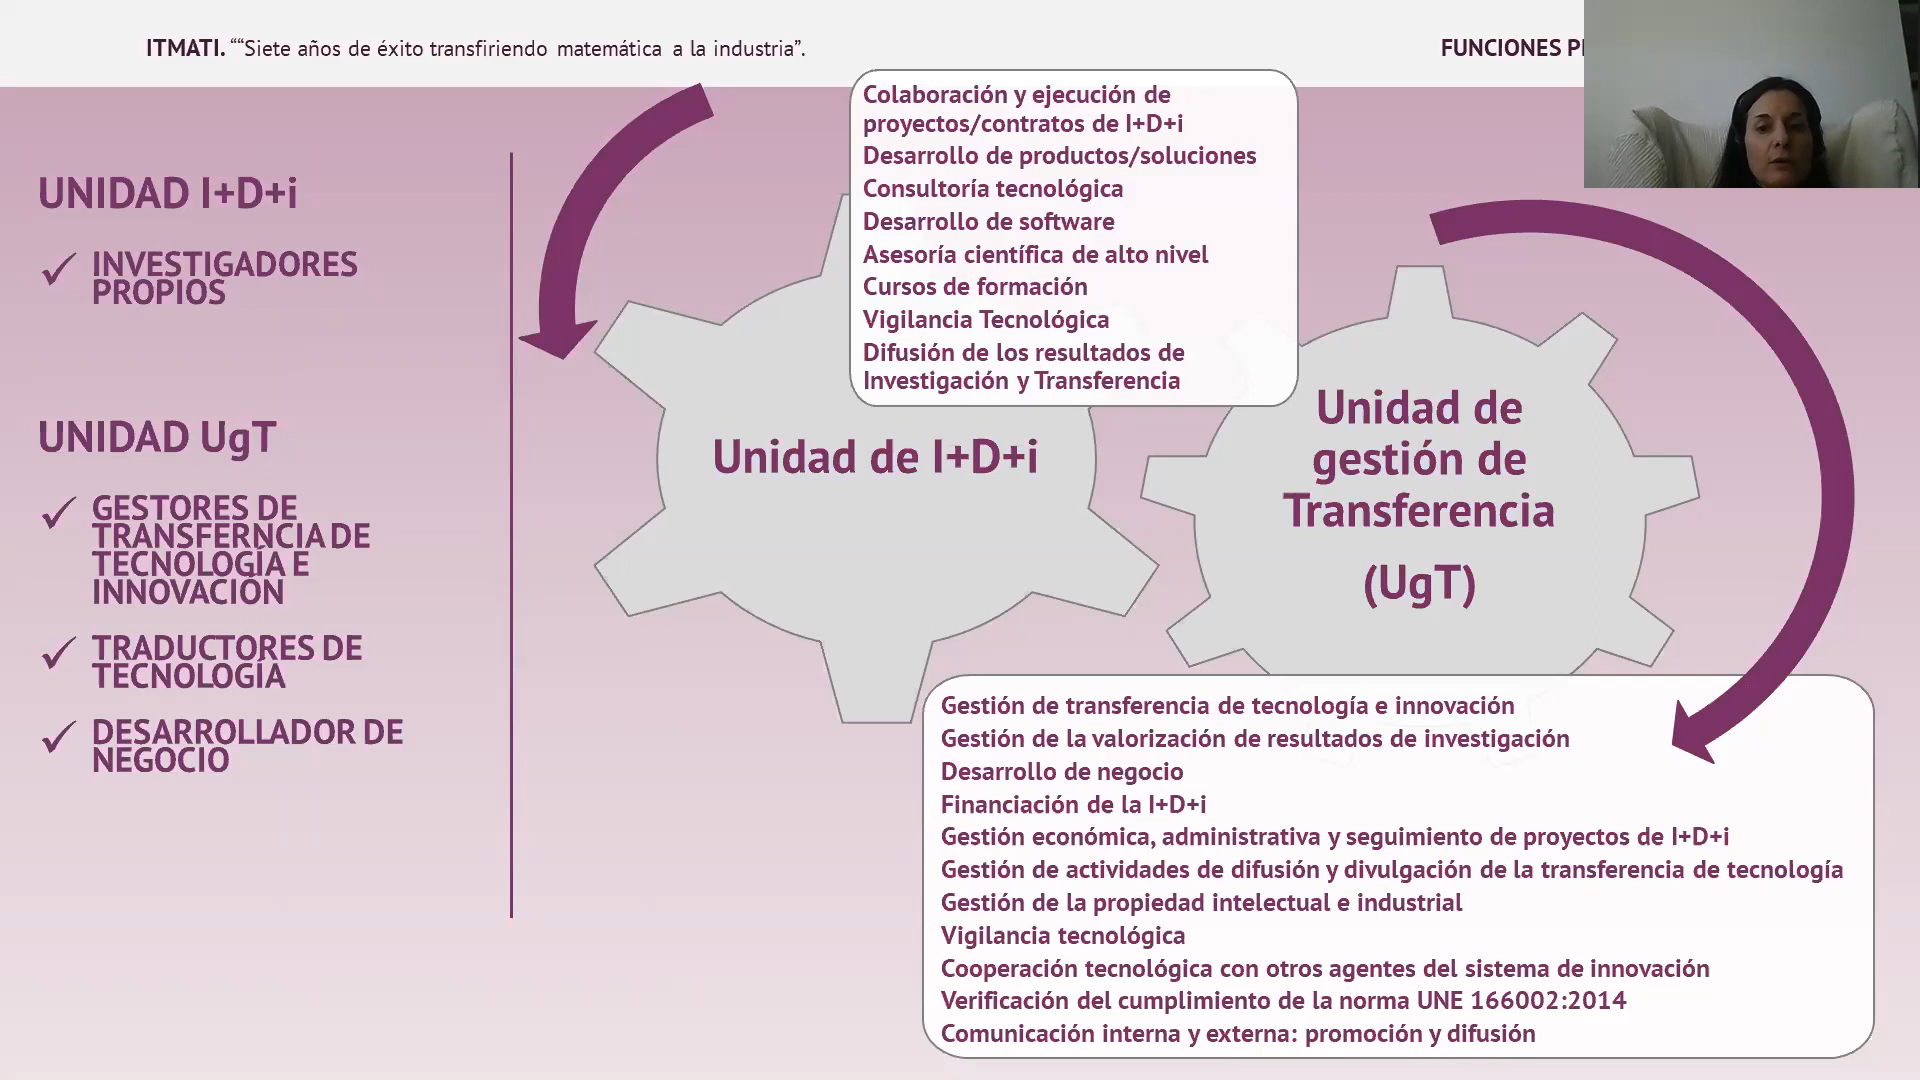 ITMATI. ““Siete años de éxito transfiriendo matemática a la industria”.
FUNCIONES
UNIDAD I+D+i
✓ INVESTIGADORES
PROPIOS
UNIDAD UgT
✓ GESTORES DE
TRANSFERNCIA DE
TECNOLOGÍA E
INNOVACIÓN
✓ TRADUCTORES DE
TECNOLOGÍA
✓ DESARROLLADOR DE
NEGOCIO
Colaboración y ejecución de
proyectos/contratos de I+D+i
Desarrollo de productos/soluciones
Consultoría tecnológica
Desarrollo de software
Asesoría científica de alto nivel
Cursos de formación
Vigilancia Tecnológica
Difusión de los resultados de
Investigación y Transferencia
Unidad de I+D+i
Unidad de
gestión de
Transferencia
(UgT)
Gestión de transferencia de tecnología e innovación
Gestión de la valorización de resultados de investigación
Desarrollo de negocio
Financiación de la I+D+i
Gestión económica, administrativa y seguimiento de proyectos de I+D+i
Gestión de actividades de difusión y divulgación de la transferencia de tecnología
Gestión de la propiedad intelectual e industrial
Vigilancia tecnológica
Cooperación tecnológica con otros agentes del sistema de innovación
Verificación del cumplimiento de la norma UNE 166002:2014
Comunicación interna y externa: promoción y difusión